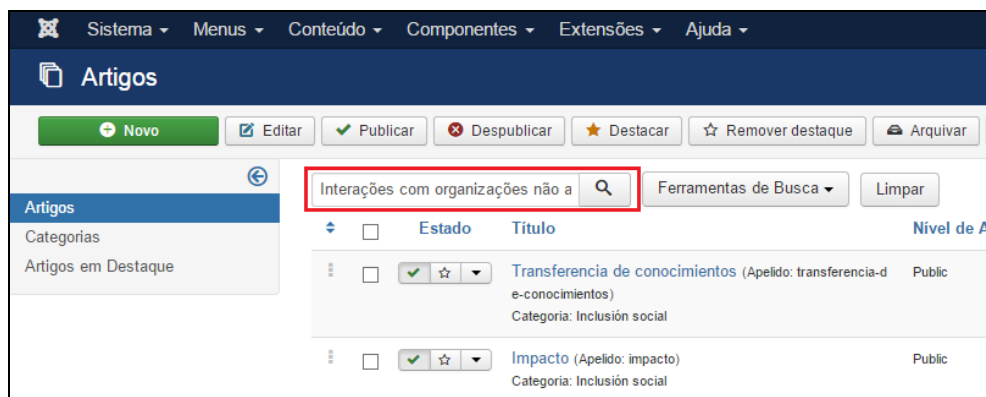 Sistema Menus Conteúdo Componentes Extensões Ajuda
Artigos
Novo Editar Publicar Despublicar Destacar Remover destaque Arquivar
Interações com organizações não a Ferramentas de Busca Limpar
Artigos
Categorias
Artigos em Destaque
Estado Título Nível de A
Transferencia de conocimientos (Apelido: transferencia-d Public
e-conocimientos)
Categoria: Inclusión social
Impacto (Apelido: impacto) Public
Categoria: Inclusión social